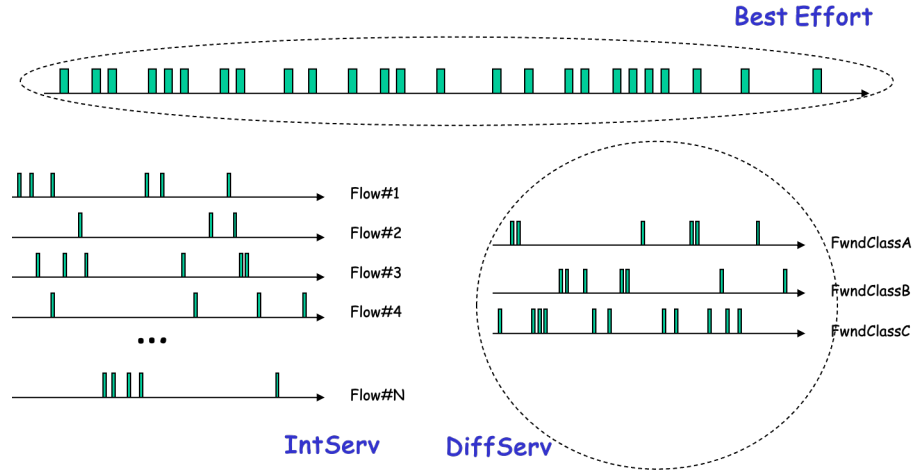 Best Effort
Flow#1
Flow#2
Flow#3
Flow#4
...
Flow#N
IntServ
FwndClassA
FwndClassB
FwndClassC
DiffServ